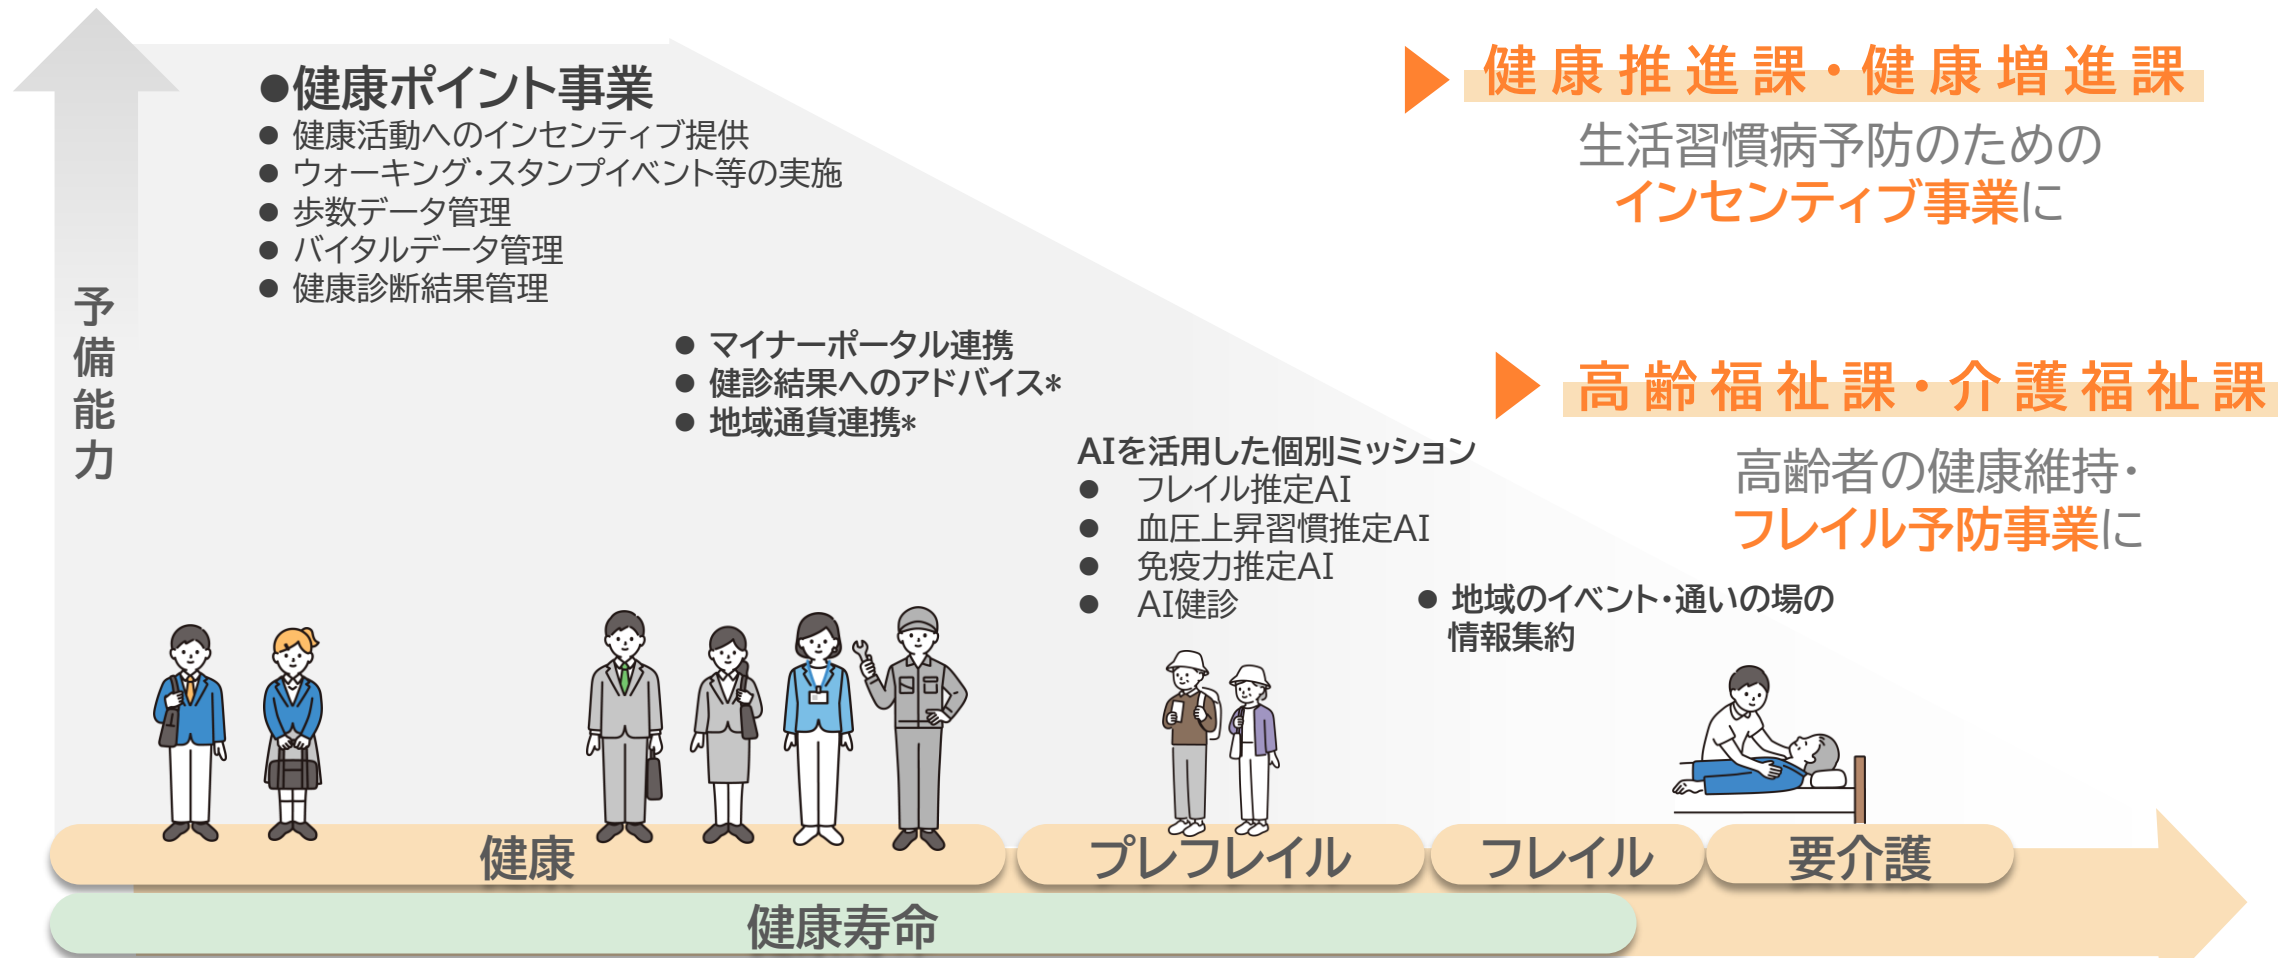 予備能力
●健康ポイント事業
● 健康活動へのインセンティブ提供
● ウォーキング・スタンプイベント等の実施
● 歩数データ管理
● バイタルデータ管理
● 健康診断結果管理
● マイナーポータル連携
● 健診結果へのアドバイス*
● 地域通貨連携*
AIを活用した個別ミッション
● フレイル推定AI
● 血圧上昇習慣推定AI
● 免疫力推定AI
● AI健診
● 地域のイベント・通いの場の
情報集約
健康推進課・健康増進課
生活習慣病予防のための
インセンティブ事業に
高齢福祉課・介護福祉課
高齢者の健康維持・
フレイル予防事業に
健康
プレフレイル
フレイル
要介護
健康寿命